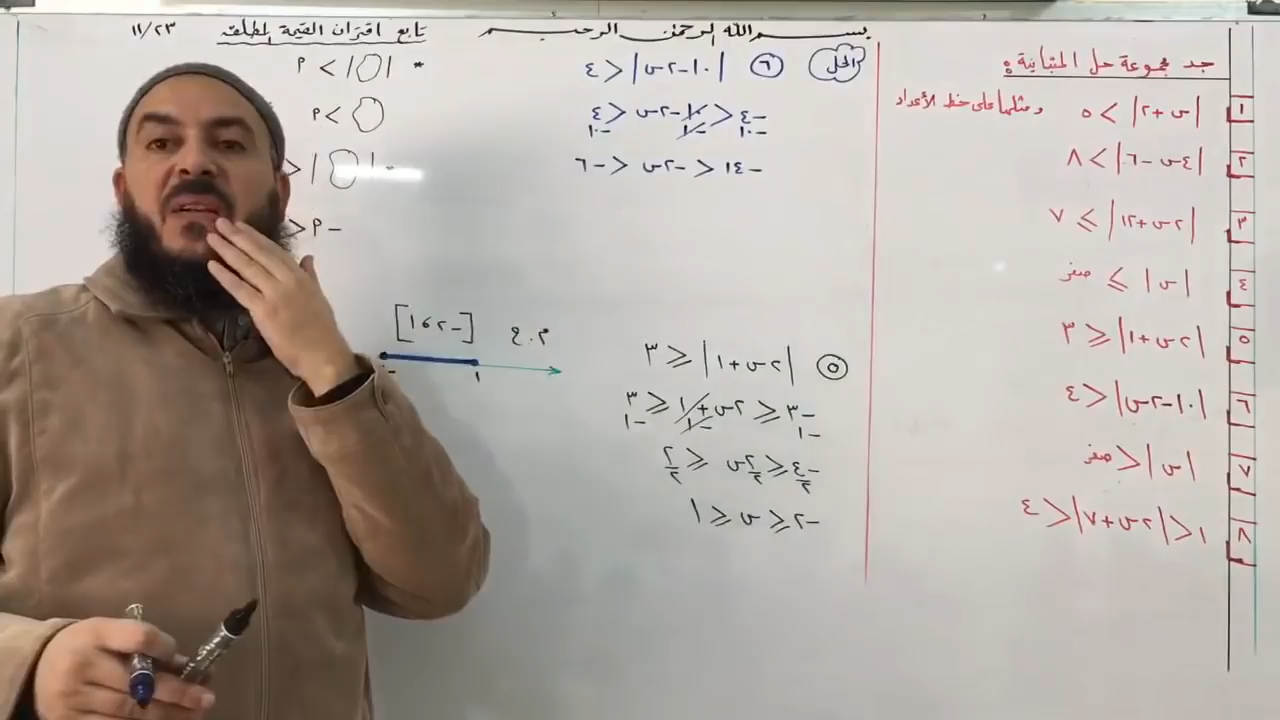 بسم الله الرحمن الرحيم
تابع اقتران القيمة المطلقة
١١/٢٣
جد مجموعة حل المتباينة:
ومثلها على خط الأعداد
١ |س + ٢| > ٥
٢ |٤س − ٦| > ٨
٣ |٢س + ١٢| ≥ ٧
٤ |س| ≥ صفر
٥ |٢س + ١| ≤ ٣
٦ |١٠ − ٢س| < ٤
٧ |س| < صفر
٨ ١ < |٢س + ٧| < ٤
الحل
٦ |١٠ − ٢س| < ٤
−٤ < ١٠ − ٢س < ٤
−١٠ −١٠ −١٠
−١٤ < −٢س < −٦
٥ |٢س + ١| ≤ ٣
−٣ ≤ ٢س + ١ ≤ ٣
−١ −١ −١
−٤/٢ ≤ ٢س/٢ ≤ ٢/٢
−٢ ≤ س ≤ ١
م.ح [−٢، ١]
١
* | | > م
> م
−م <